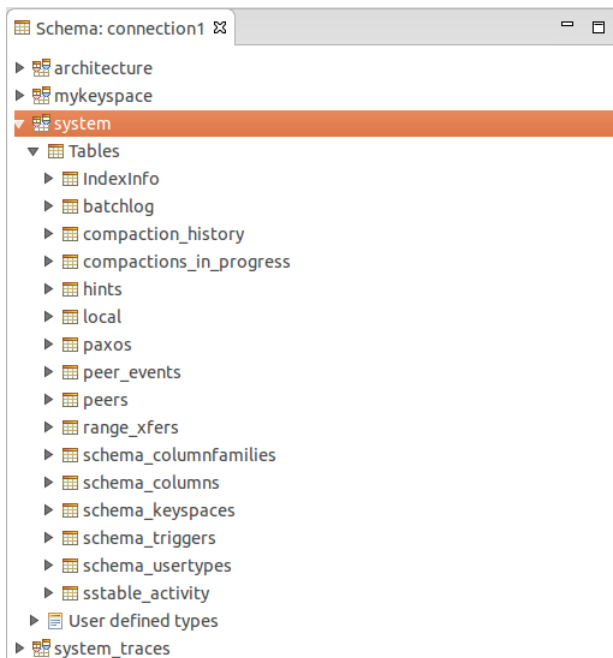 Schema: connection1
architecture
mykeyspace
system
Tables
IndexInfo
batchlog
compaction_history
compactions_in_progress
hints
local
paxos
peer_events
peers
range_xfers
schema_columnfamilies
schema_columns
schema_keyspaces
schema_triggers
schema_usertypes
sstable_activity
User defined types
system_traces